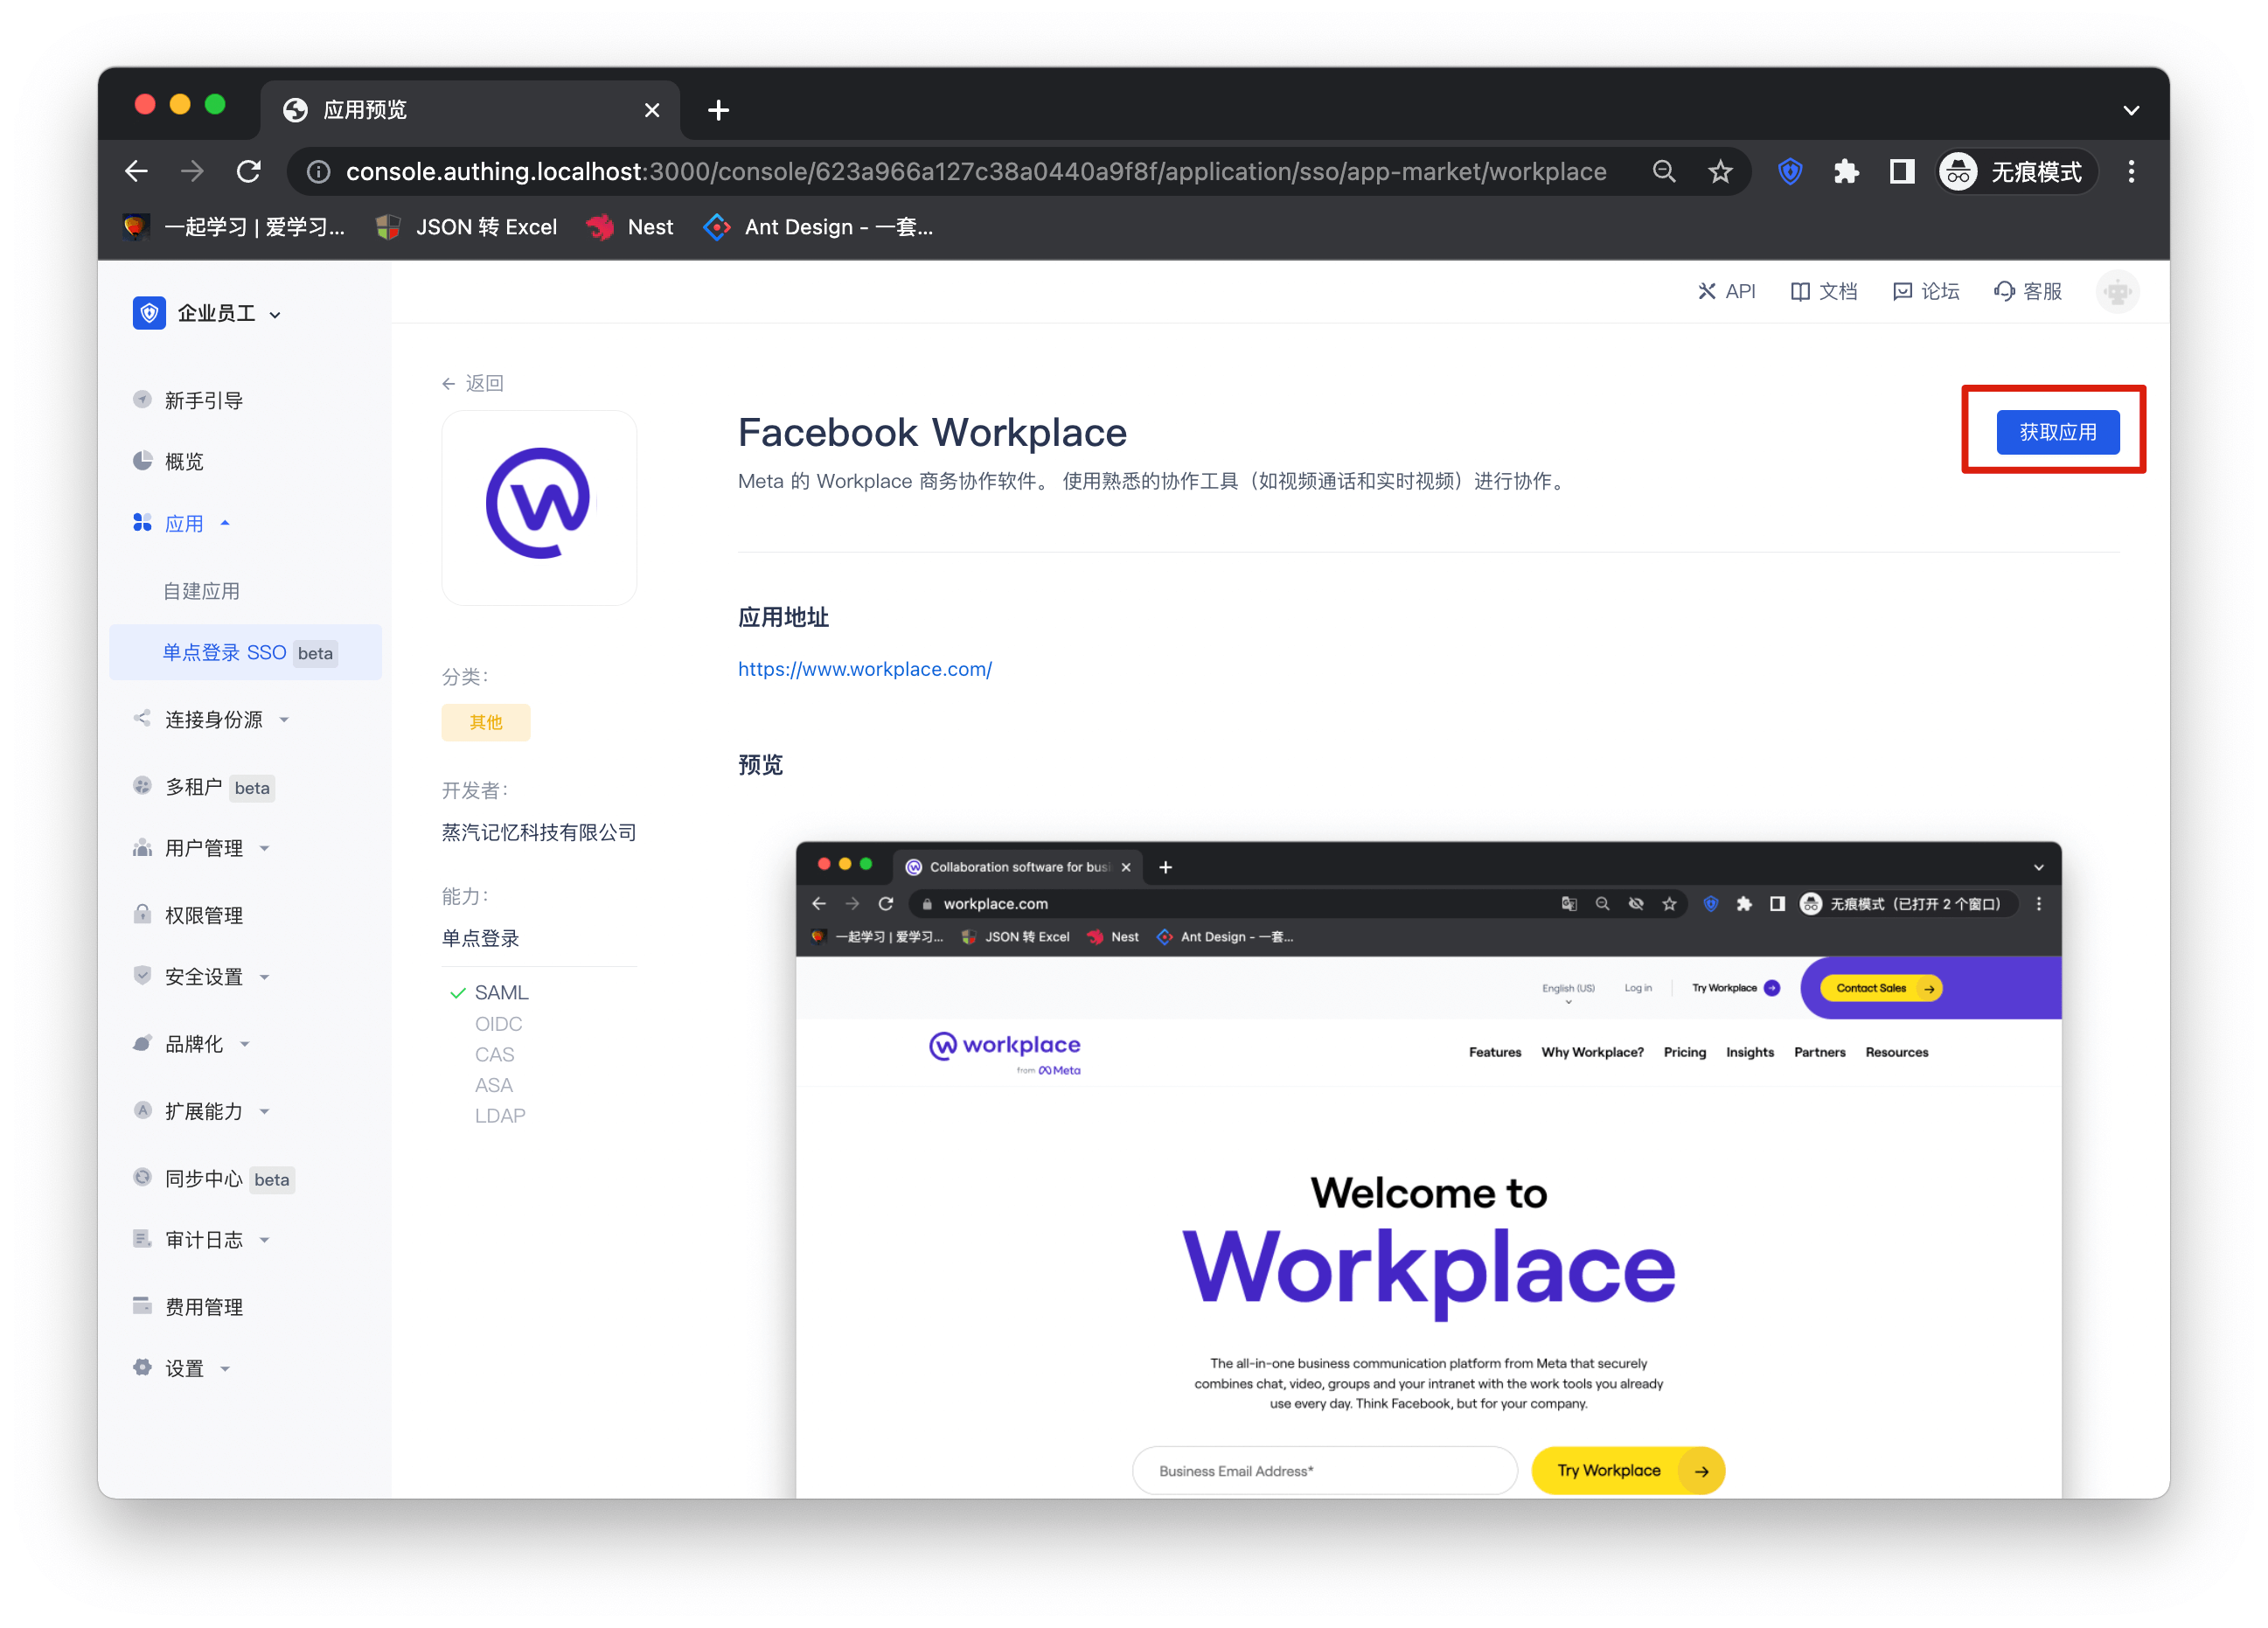 应用预览
console.authing.localhost:3000/console/623a966a127c38a0440a9f8f/application/sso/app-market/workplace
无痕模式
一起学习 | 爱学习...
JSON 转 Excel
Nest
Ant Design - 一套...
企业员工
API
文档
论坛
客服
新手引导
概览
应用
自建应用
单点登录 SSO beta
连接身份源
多租户 beta
用户管理
权限管理
安全设置
品牌化
扩展能力
同步中心 beta
审计日志
费用管理
设置
返回
分类：
其他
开发者：
蒸汽记忆科技有限公司
能力：
单点登录
SAML
OIDC
CAS
ASA
LDAP
Facebook Workplace
获取应用
Meta 的 Workplace 商务协作软件。 使用熟悉的协作工具（如视频通话和实时视频）进行协作。
应用地址
https://www.workplace.com/
预览
Collaboration software for busi
workplace.com
无痕模式（已打开 2 个窗口）
一起学习 | 爱学习...
JSON 转 Excel
Nest
Ant Design - 一套...
English (US)
Log in
Try Workplace
Contact Sales
workplace
from Meta
Features
Why Workplace?
Pricing
Insights
Partners
Resources
Welcome to
Workplace
The all-in-one business communication platform from Meta that securely
combines chat, video, groups and your intranet with the work tools you already
use every day. Think Facebook, but for your company.
Business Email Address*
Try Workplace